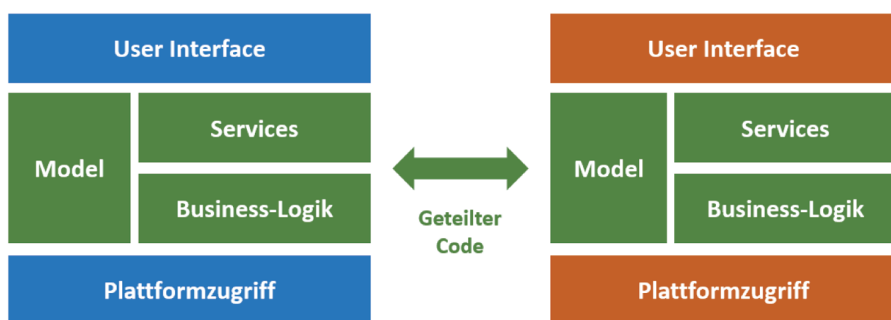 User Interface
Model
Services
Business-Logik
Plattformzugriff
Geteilter
Code
User Interface
Model
Services
Business-Logik
Plattformzugriff